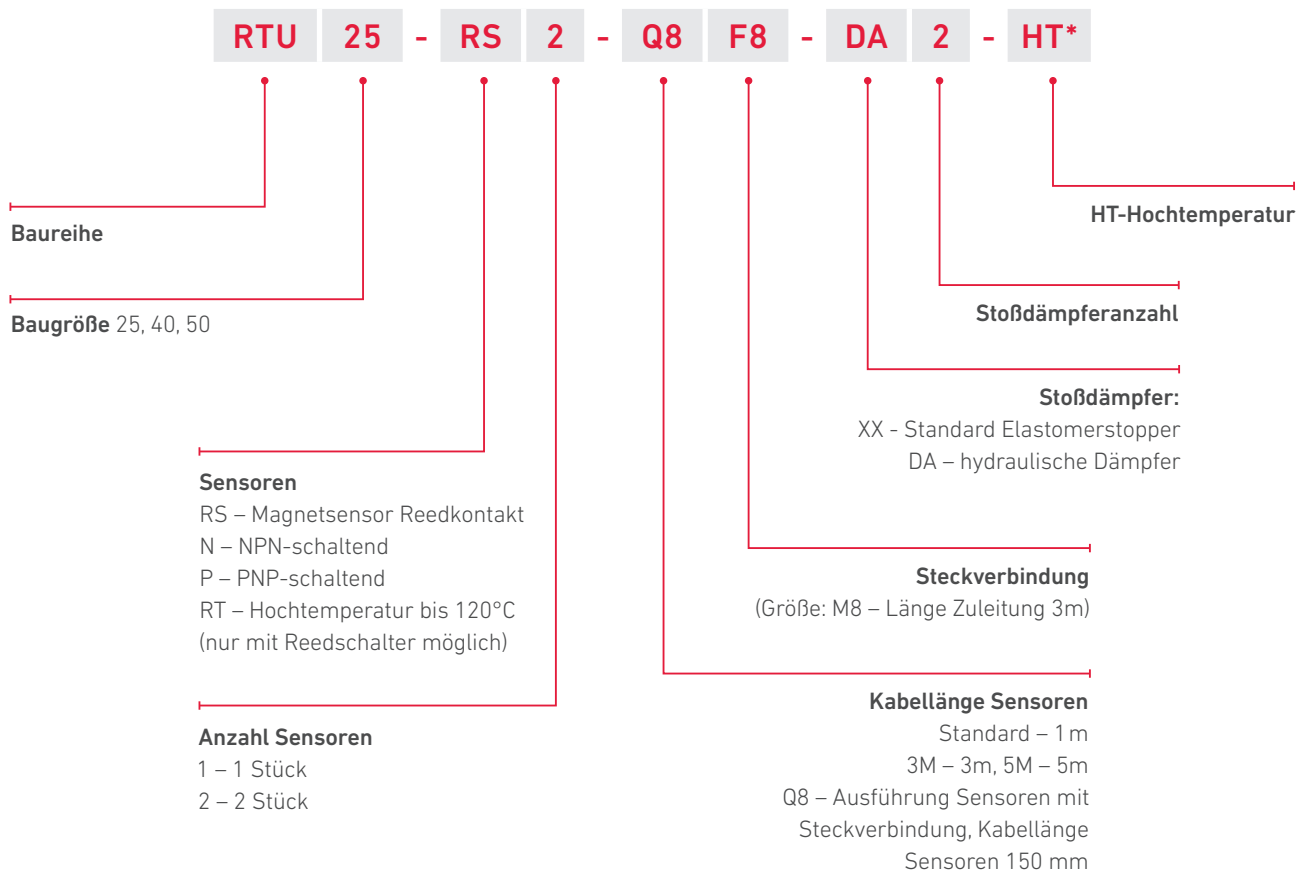 RTU 25 - RS 2 - Q8 F8 - DA 2 - HT*
Baureihe
Baugröße 25, 40, 50
Sensoren
RS – Magnetsensor Reedkontakt
N – NPN-schaltend
P – PNP-schaltend
RT – Hochtemperatur bis 120°C
(nur mit Reedschalter möglich)
Anzahl Sensoren
1 – 1 Stück
2 – 2 Stück
HT-Hochtemperatur
Stoßdämpferanzahl
Stoßdämpfer:
XX - Standard Elastomerstopper
DA – hydraulische Dämpfer
Steckverbindung
(Größe: M8 – Länge Zuleitung 3m)
Kabellänge Sensoren
Standard – 1 m
3M – 3m, 5M – 5m
Q8 – Ausführung Sensoren mit
Steckverbindung, Kabellänge
Sensoren 150 mm